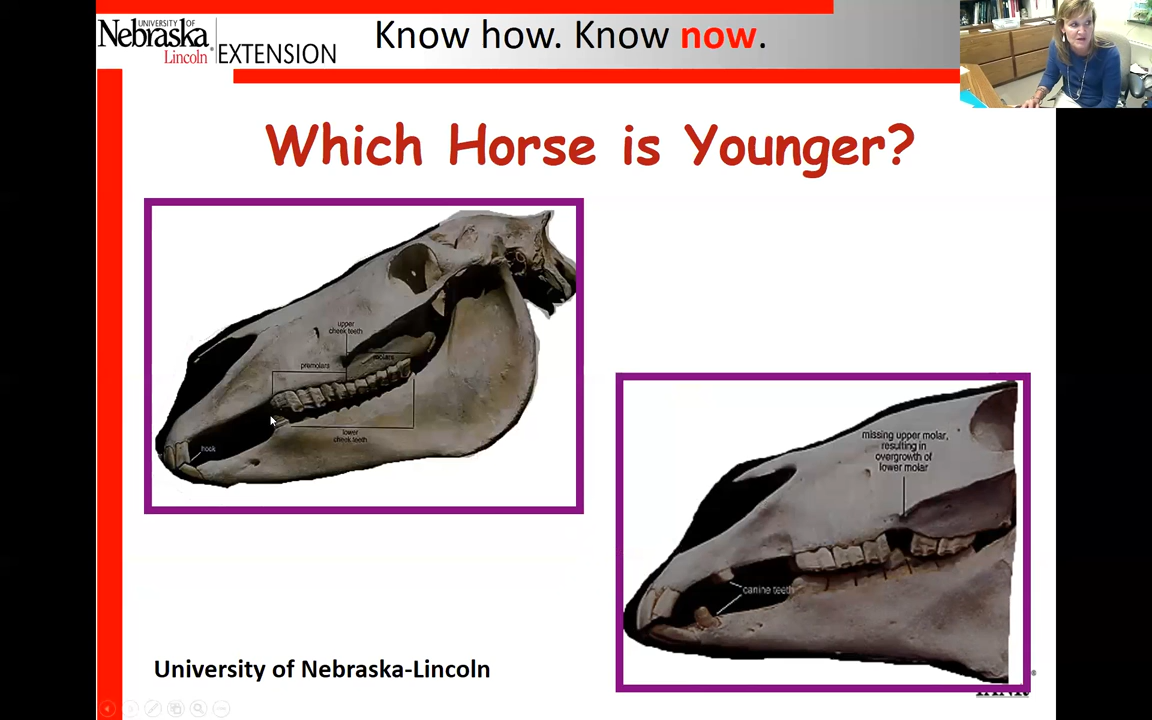 UNIVERSITY OF
Nebraska
Lincoln
EXTENSION
Know how. Know now.
Which Horse is Younger?
upper
cheek teeth
molars
premolars
lower
cheek teeth
hook
missing upper molar,
resulting in
overgrowth of
lower molar
canine teeth
University of Nebraska-Lincoln